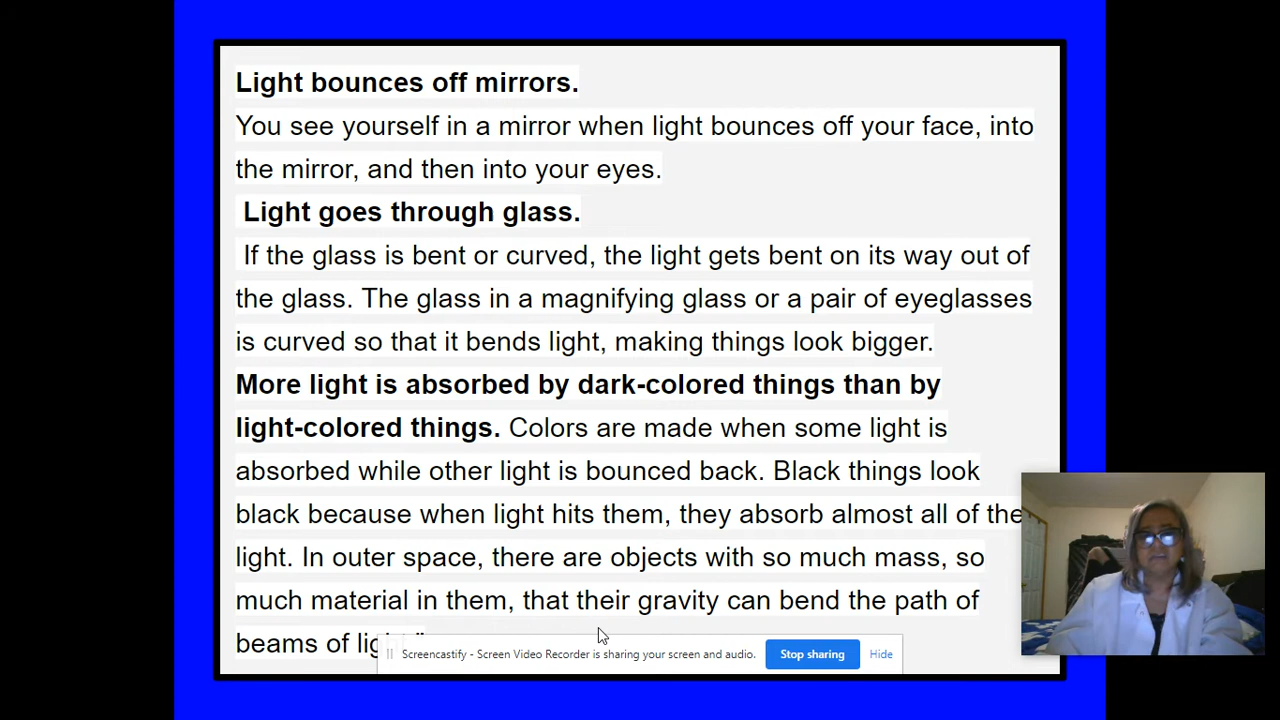 Light bounces off mirrors.
You see yourself in a mirror when light bounces off your face, into
the mirror, and then into your eyes.
Light goes through glass.
If the glass is bent or curved, the light gets bent on its way out of
the glass. The glass in a magnifying glass or a pair of eyeglasses
is curved so that it bends light, making things look bigger.
More light is absorbed by dark-colored things than by
light-colored things. Colors are made when some light is
absorbed while other light is bounced back. Black things look
black because when light hits them, they absorb almost all of the
light. In outer space, there are objects with so much mass, so
much material in them, that their gravity can bend the path of
beams of
Screencastify - Screen Video Recorder is sharing your screen and audio. Stop sharing Hide